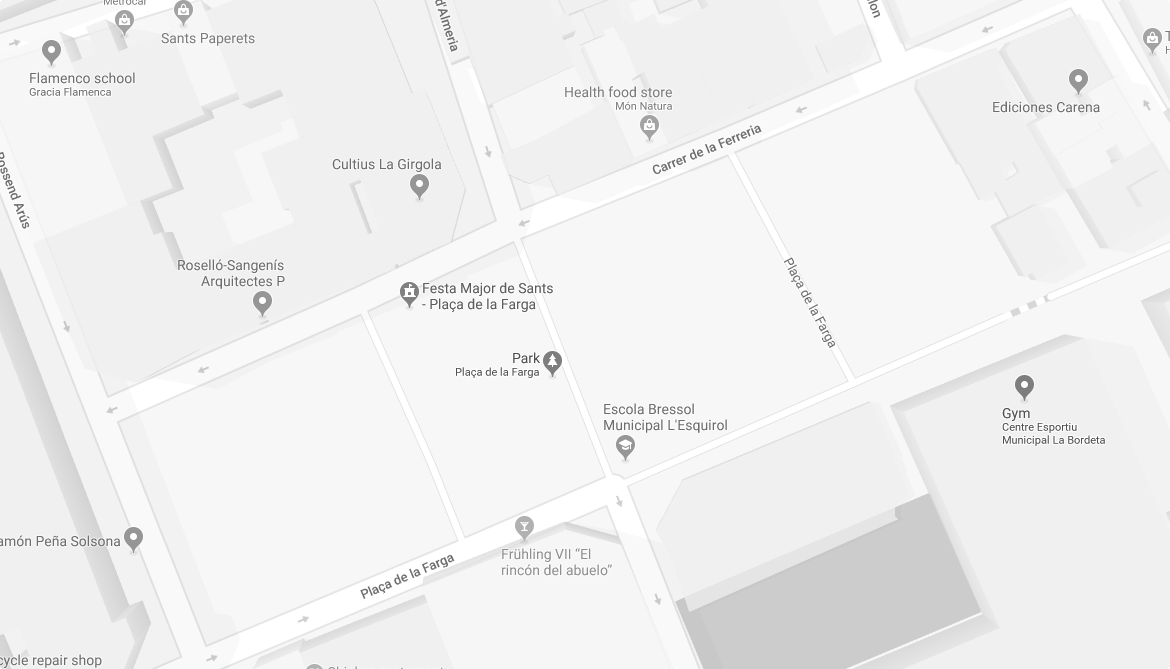 Metrocar
Sants Paperets
d'Almeria
lon
Flamenco school
Gracia Flamenca
Health food store
Món Natura
Ediciones Carena
Carrer de la Ferreria
Cultius La Girgola
Rossend Arús
Roselló-Sangenís
Arquitectes P
Festa Major de Sants
- Plaça de la Farga
Plaça de la Farga
Park
Plaça de la Farga
Escola Bressol
Municipal L'Esquirol
Gym
Centre Esportiu
Municipal La Bordeta
amón Peña Solsona
Frühling VII “El
rincón del abuelo”
Plaça de la Farga
cycle repair shop